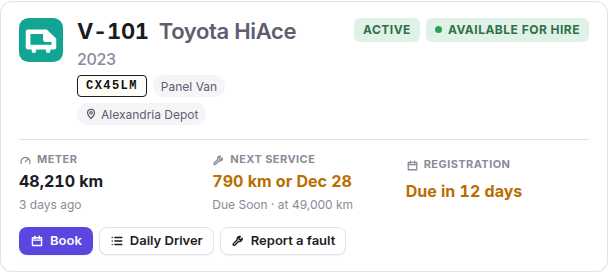 V-101 Toyota HiAce
ACTIVE
AVAILABLE FOR HIRE
2023
CX45LM
Panel Van
Alexandria Depot
METER
48,210 km
3 days ago
NEXT SERVICE
790 km or Dec 28
Due Soon · at 49,000 km
REGISTRATION
Due in 12 days
Book
Daily Driver
Report a fault